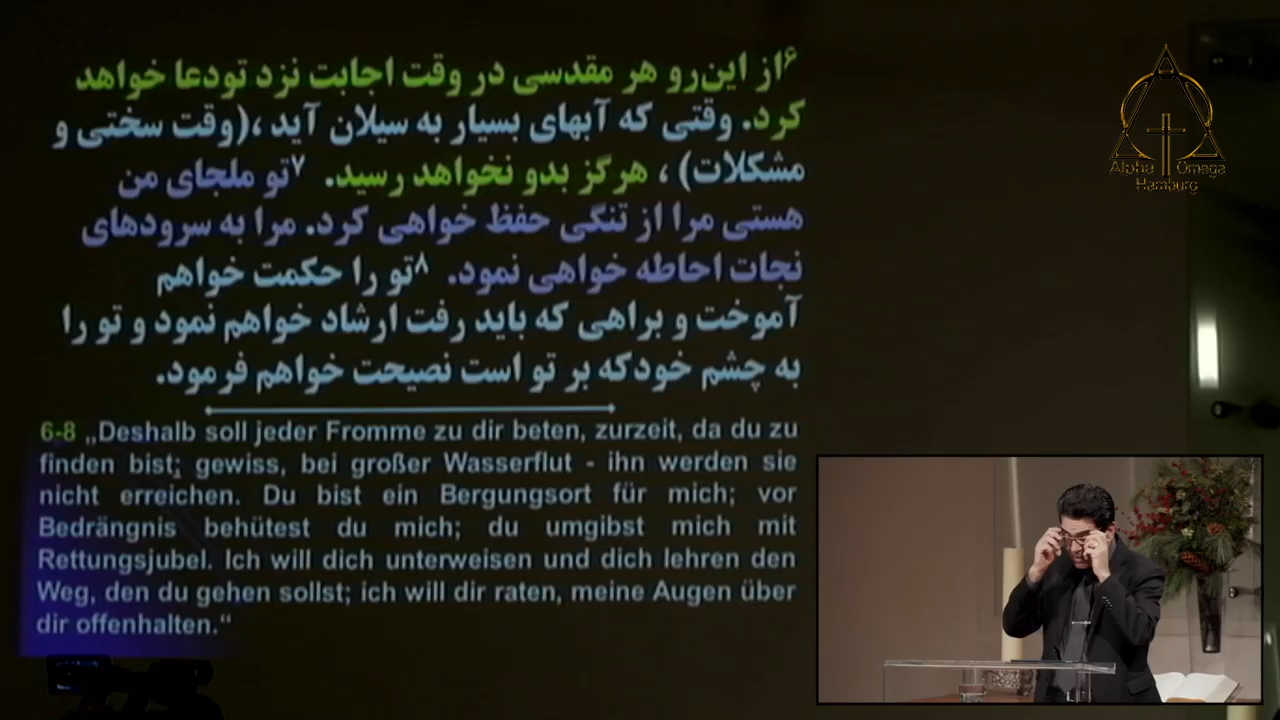 ۶از این‌رو هر مقدسی در وقت اجابت نزد تودعا خواهد
کرد. وقتی که آبهای بسیار به سیلان آید ،(وقت سختی و
مشکلات) ، هرگز بدو نخواهد رسید. ۷تو ملجای من
هستی مرا از تنگی حفظ خواهی کرد. مرا به سرودهای
نجات احاطه خواهی نمود. ۸تو را حکمت خواهم
آموخت و براهی که باید رفت ارشاد خواهم نمود و تو را
به چشم خودکه بر تو است نصیحت خواهم فرمود.
6-8 „Deshalb soll jeder Fromme zu dir beten, zurzeit, da du zu
finden bist; gewiss, bei großer Wasserflut - ihn werden sie
nicht erreichen. Du bist ein Bergungsort für mich; vor
Bedrängnis behütest du mich; du umgibst mich mit
Rettungsjubel. Ich will dich unterweisen und dich lehren den
Weg, den du gehen sollst; ich will dir raten, meine Augen über
dir offenhalten.“
Alpha Omega
Hamburg